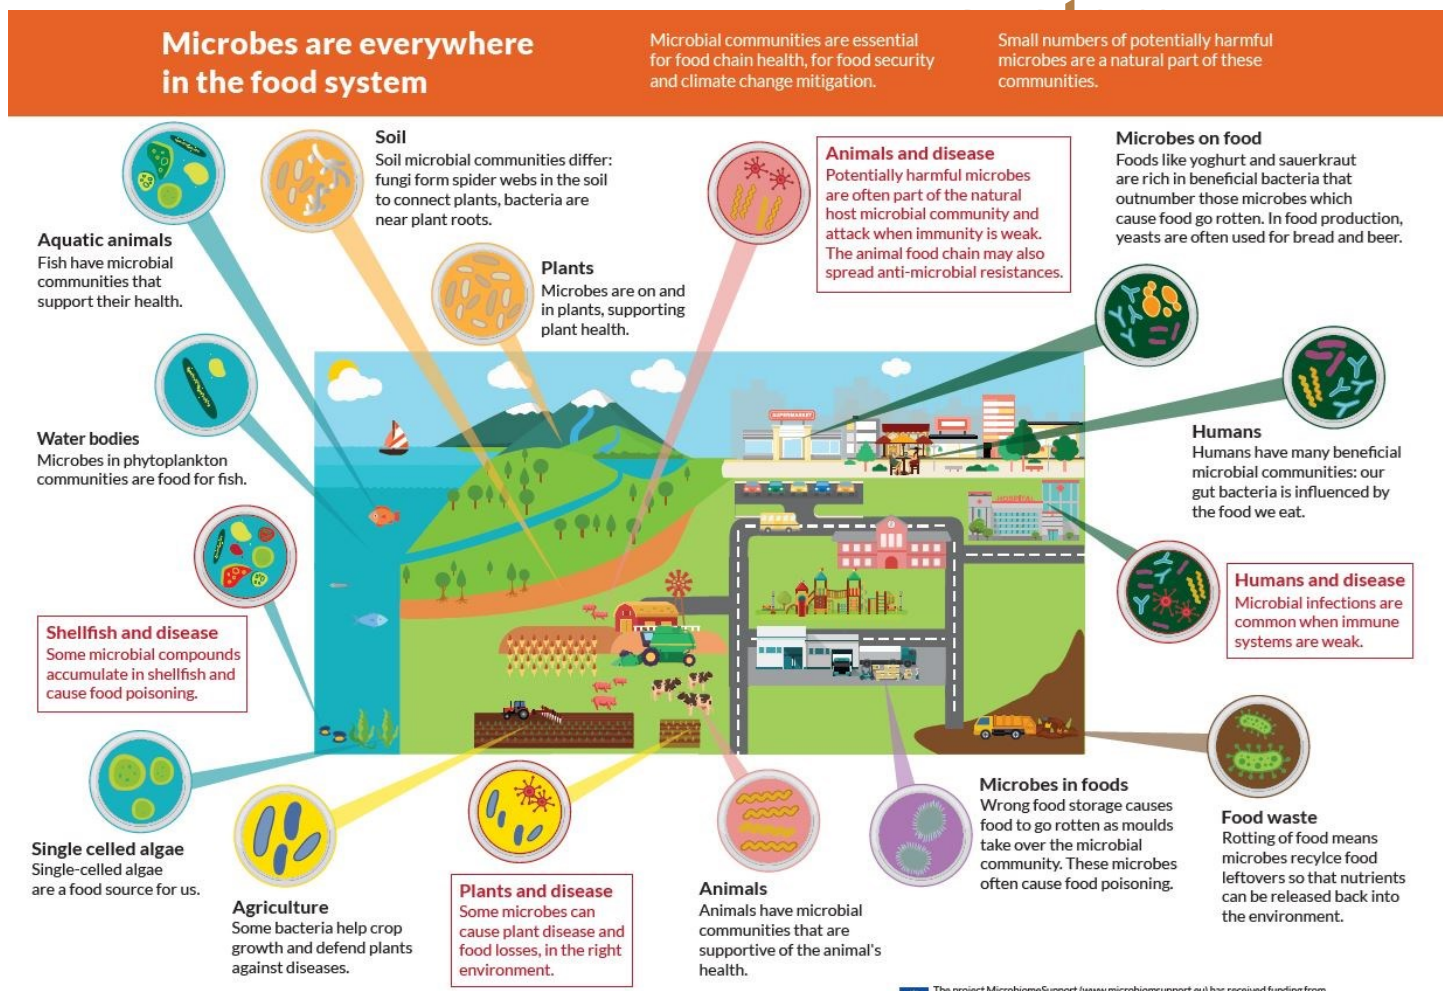 Microbes are everywhere
in the food system
Microbial communities are essential
for food chain health, for food security
and climate change mitigation.
Small numbers of potentially harmful
microbes are a natural part of these
communities.
Soil
Soil microbial communities differ:
fungi form spider webs in the soil
to connect plants, bacteria are
near plant roots.
Animals and disease
Potentially harmful microbes
are often part of the natural
host microbial community and
attack when immunity is weak.
The animal food chain may also
spread anti-microbial resistances.
Microbes on food
Foods like yoghurt and sauerkraut
are rich in beneficial bacteria that
outnumber those microbes which
cause food go rotten. In food production,
yeasts are often used for bread and beer.
Aquatic animals
Fish have microbial
communities that
support their health.
Plants
Microbes are on and
in plants, supporting
plant health.
Water bodies
Microbes in phytoplankton
communities are food for fish.
SUPERMARKET
Humans
Humans have many beneficial
microbial communities: our
gut bacteria is influenced by
the food we eat.
HOSPITAL
Humans and disease
Microbial infections are
common when immune
systems are weak.
Shellfish and disease
Some microbial compounds
accumulate in shellfish and
cause food poisoning.
Single celled algae
Single-celled algae
are a food source for us.
Agriculture
Some bacteria help crop
growth and defend plants
against diseases.
Plants and disease
Some microbes can
cause plant disease and
food losses, in the right
environment.
Animals
Animals have microbial
communities that are
supportive of the animal's
health.
Microbes in foods
Wrong food storage causes
food to go rotten as moulds
take over the microbial
community. These microbes
often cause food poisoning.
Food waste
Rotting of food means
microbes recylce food
leftovers so that nutrients
can be released back into
the environment.
The project MicrobiomeSupport (www.microbiomsupport.eu) has received funding from